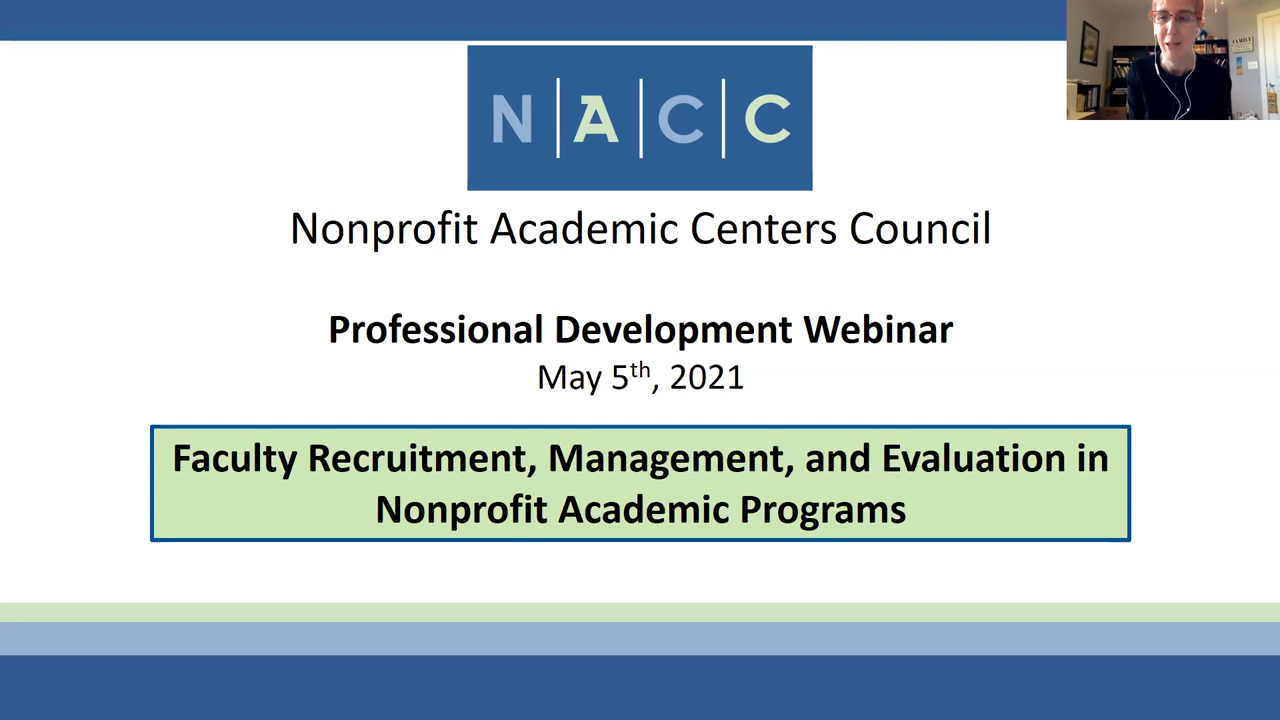 N|A|C|C
FAMILY
Nonprofit Academic Centers Council
Professional Development Webinar
May 5th, 2021
Faculty Recruitment, Management, and Evaluation in
Nonprofit Academic Programs